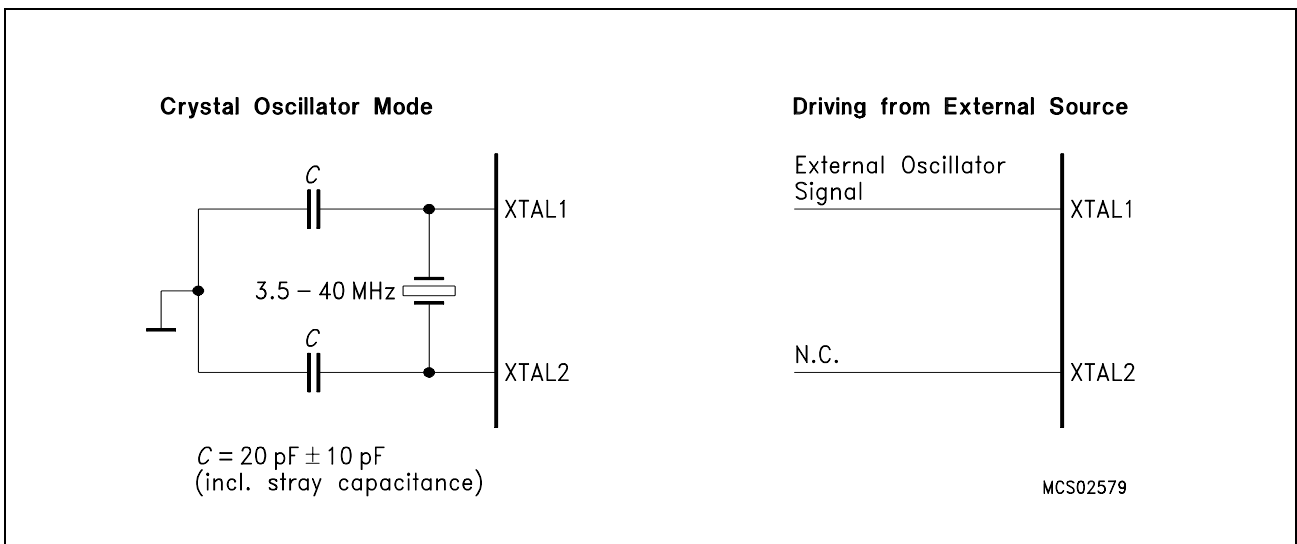 Crystal Oscillator Mode
C
XTAL1
3.5 – 40 MHz
C
XTAL2
C = 20 pF ± 10 pF
(incl. stray capacitance)
Driving from External Source
External Oscillator
Signal
XTAL1
N.C.
XTAL2
MCS02579